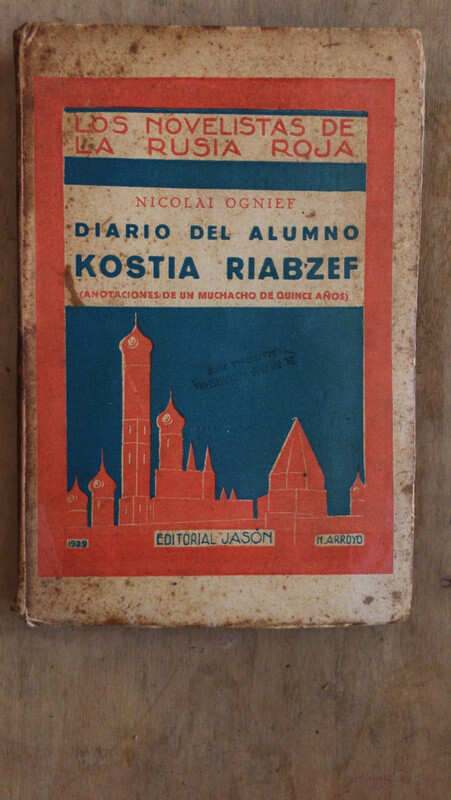 LOS NOVELISTAS DE
LA RUSIA ROJA
NICOLAI OGNIEF
DIARIO DEL ALUMNO
KOSTIA RIABZEF
(ANOTACIONES DE UN MUCHACHO DE QUINCE AÑOS)
1929
EDITORIAL JASÓN
M. ARROYO